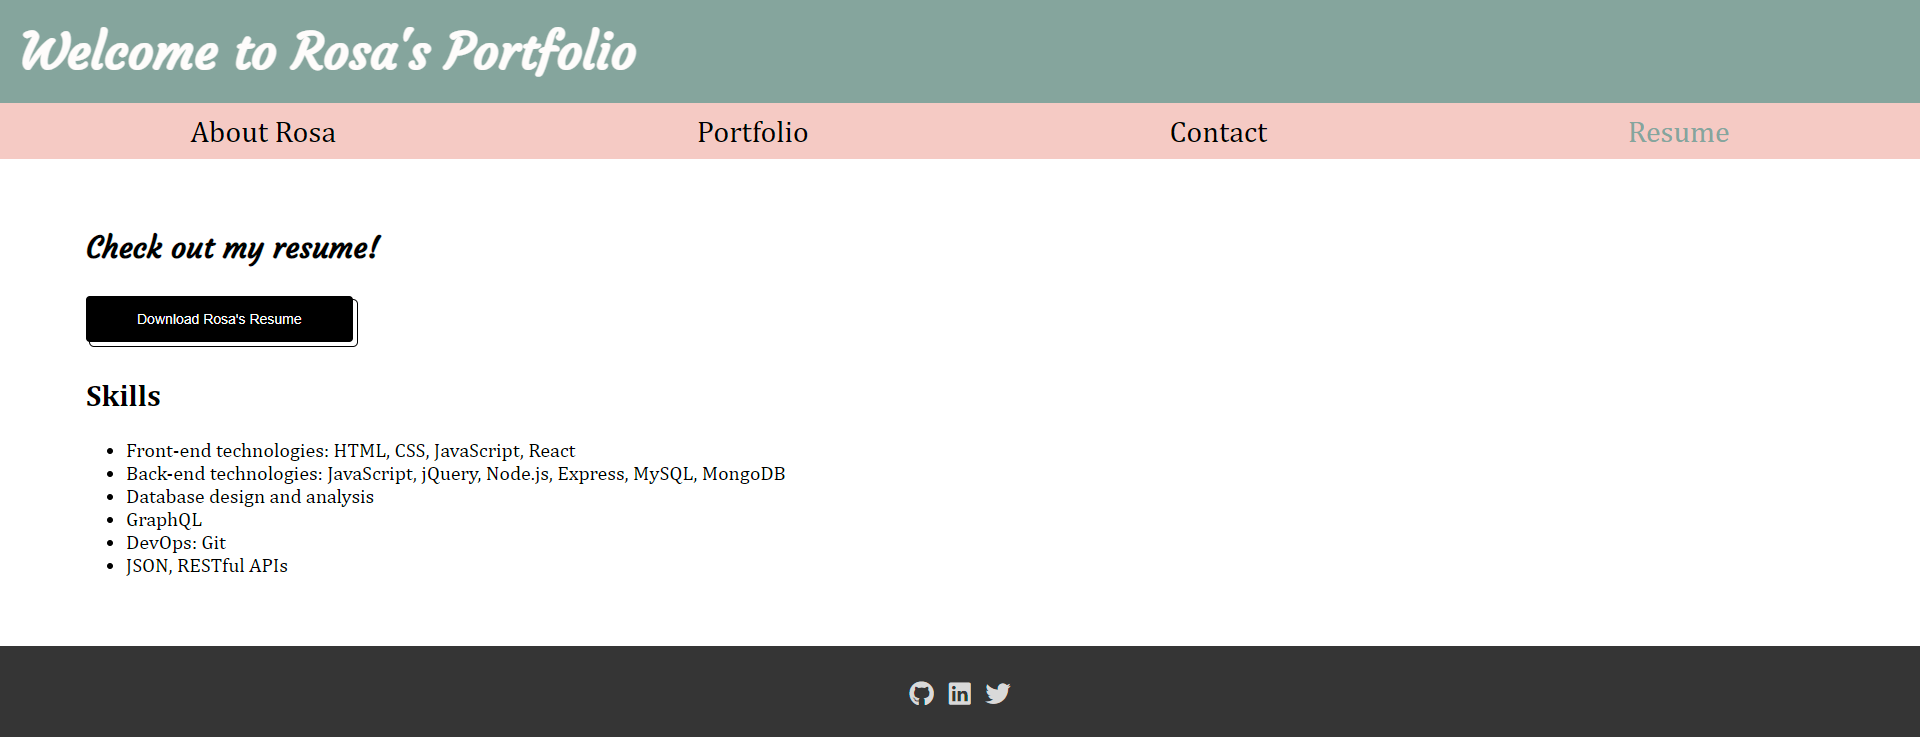 Welcome to Rosa's Portfolio
About Rosa Portfolio Contact Resume
Check out my resume!
Download Rosa's Resume
Skills
• Front-end technologies: HTML, CSS, JavaScript, React
• Back-end technologies: JavaScript, jQuery, Node.js, Express, MySQL, MongoDB
• Database design and analysis
• GraphQL
• DevOps: Git
• JSON, RESTful APIs
in